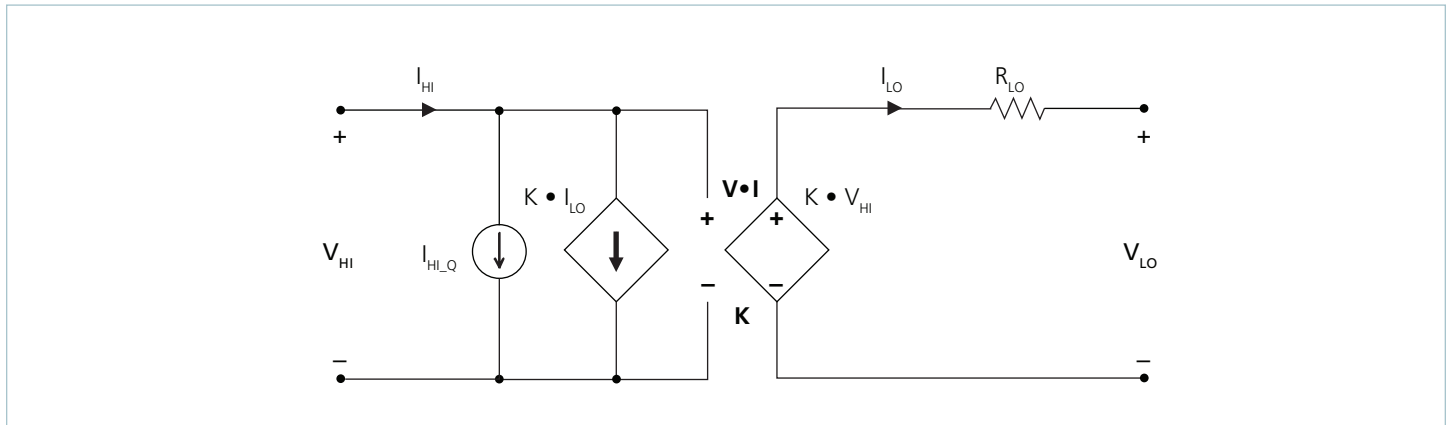 I_HI
I_LO
R_LO
+
+
K • I_LO
V•I
K • V_HI
+
+
V_HI
I_HI_Q
V_LO
–
–
K
–
–